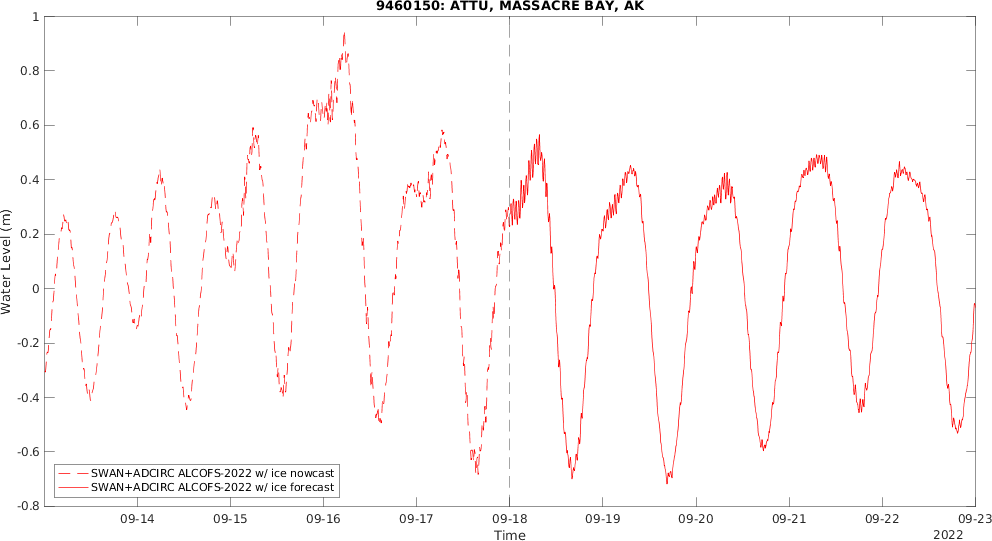 9460150: ATTU, MASSACRE BAY, AK
1
0.8
0.6
0.4
0.2
0
-0.2
-0.4
-0.6
-0.8
Water Level (m)
SWAN+ADCIRC ALCOFS-2022 w/ ice nowcast
SWAN+ADCIRC ALCOFS-2022 w/ ice forecast
09-14 09-15 09-16 09-17 09-18 09-19 09-20 09-21 09-22 09-23
Time
2022